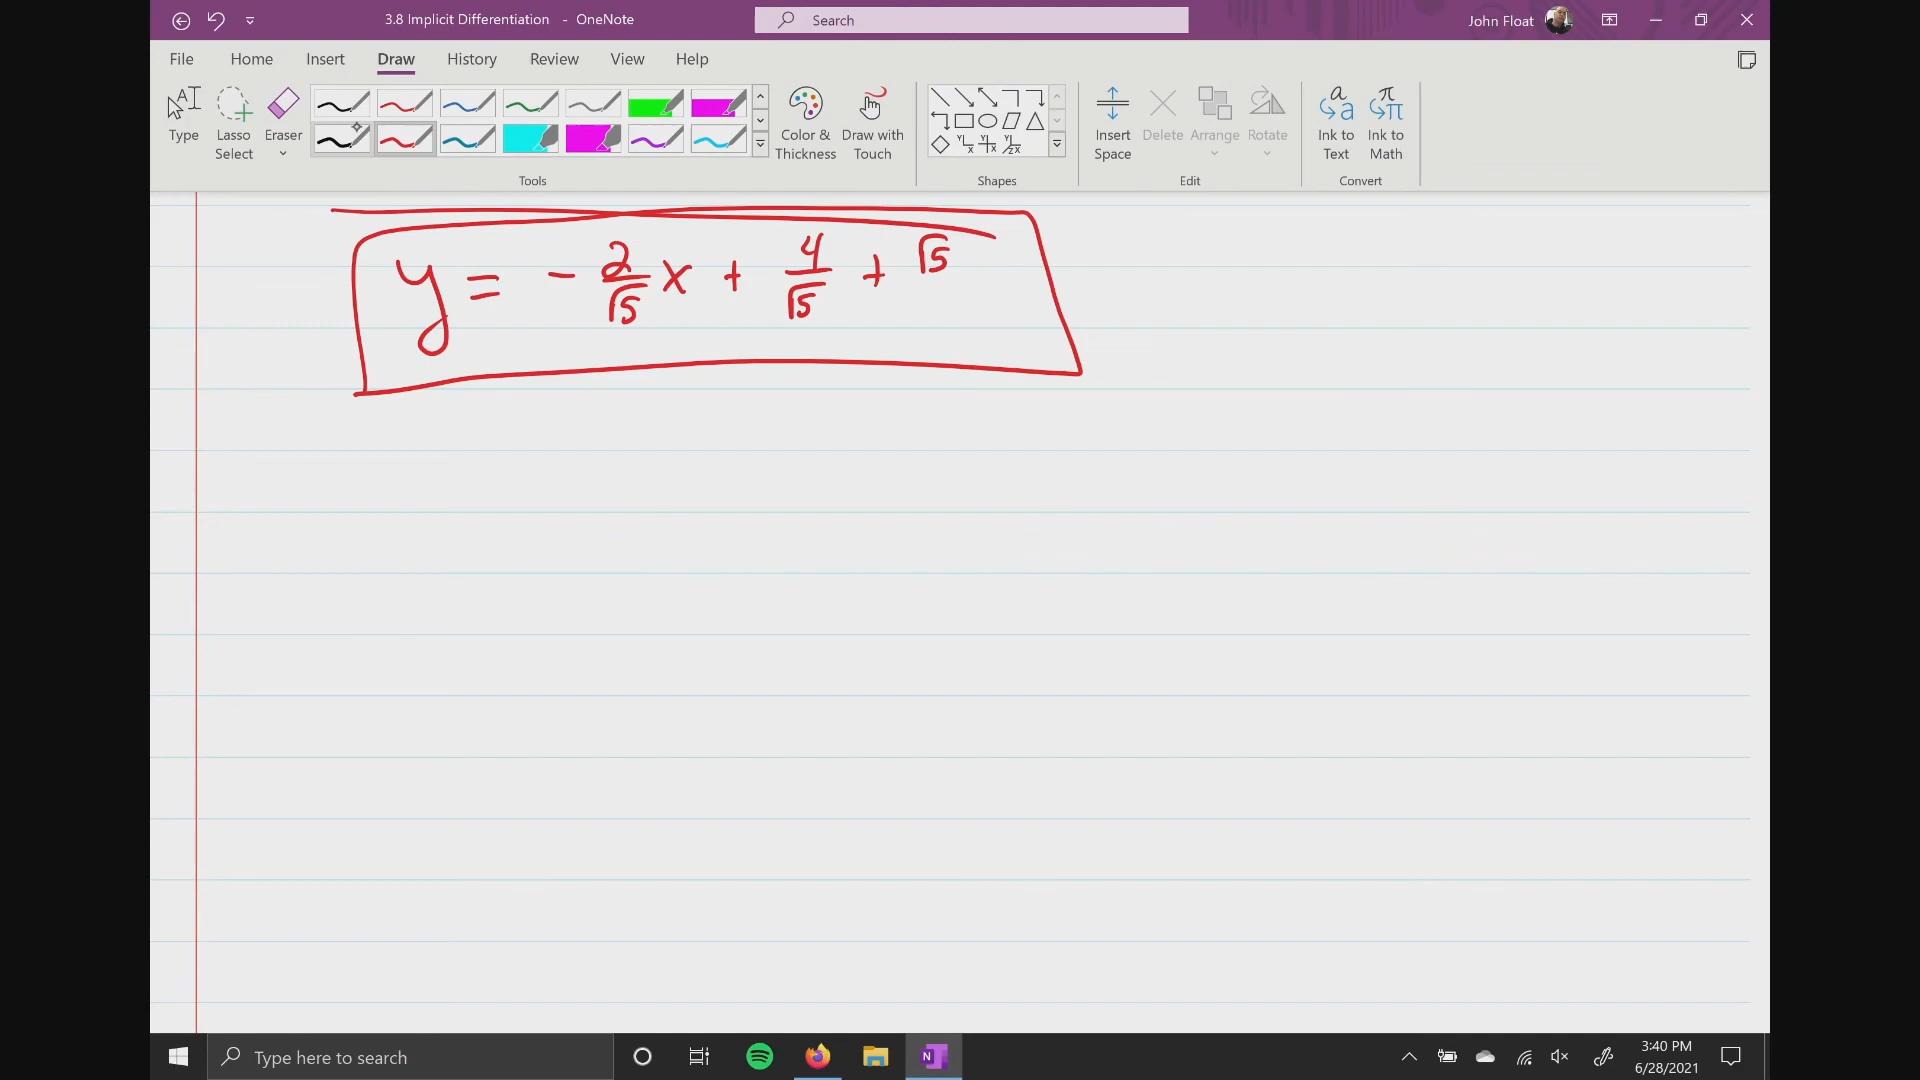 3.8 Implicit Differentiation - OneNote
Search
John Float
File Home Insert Draw History Review View Help
Type
Lasso Select
Eraser
Color & Thickness
Draw with Touch
Insert Space
Delete
Arrange
Rotate
Ink to Text
Ink to Math
Tools
Shapes
Edit
Convert
y = - 2/√5 x + 4/√5 + √5
Type here to search
3:40 PM
6/28/2021